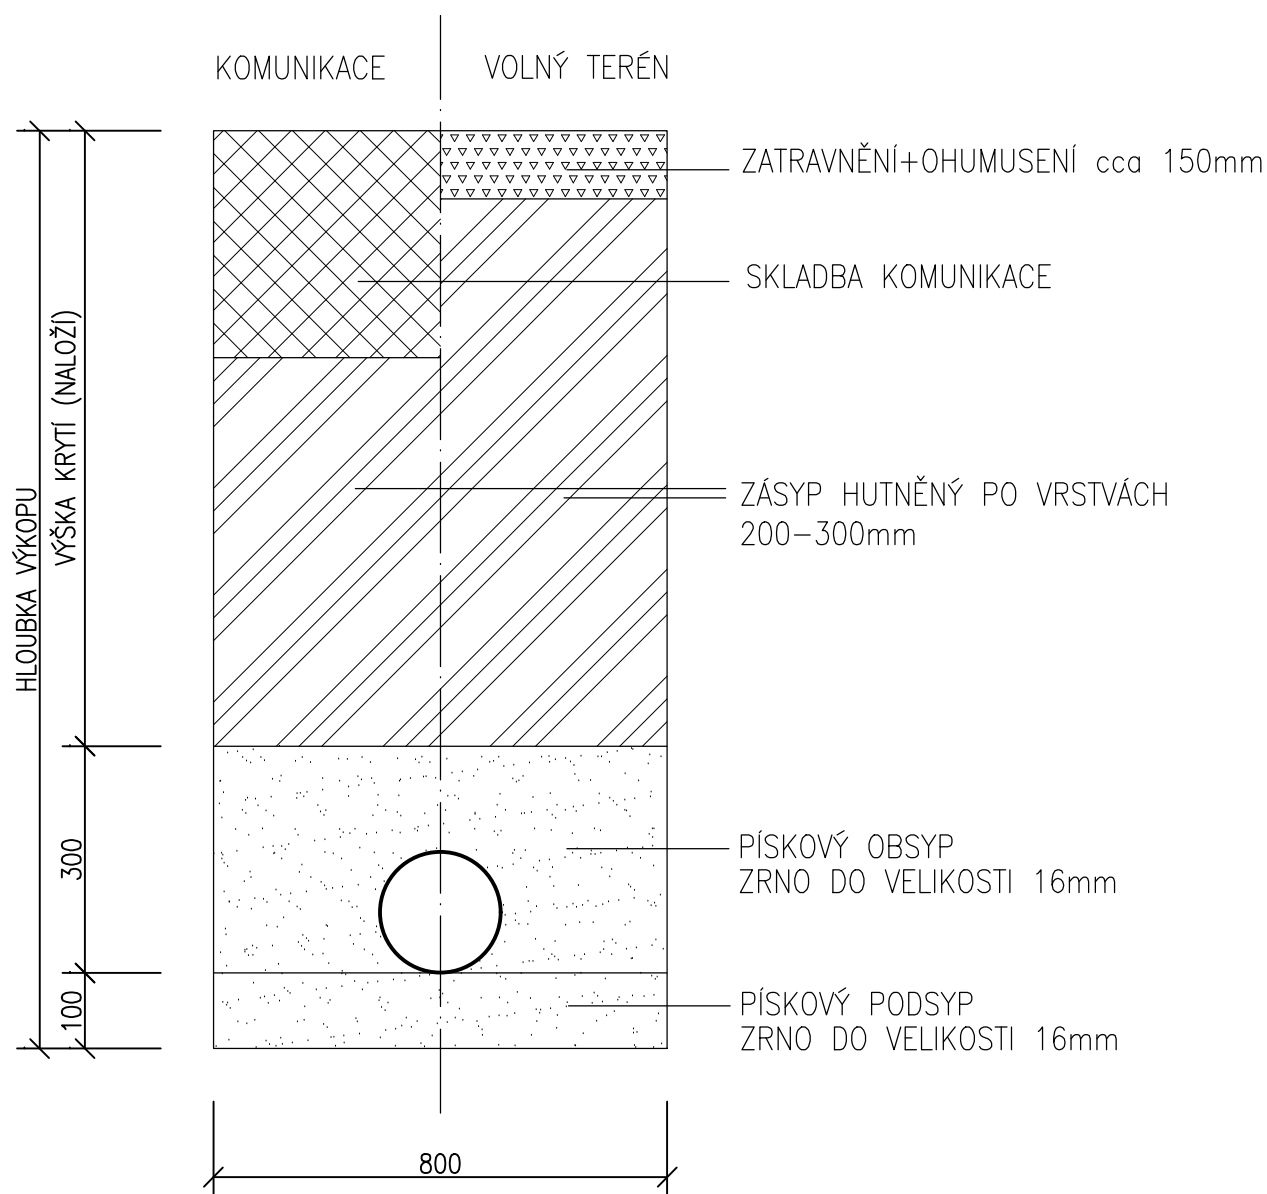 KOMUNIKACE
VOLNÝ TERÉN
ZATRAVNĚNÍ+OHUMUSENÍ cca 150mm
SKLADBA KOMUNIKACE
VÝŠKA KRYTÍ (NALOŽÍ)
HLOUBKA VÝKOPU
ZÁSYP HUTNĚNÝ PO VRSTVÁCH
200-300mm
300
PÍSKOVÝ OBSYP
ZRNO DO VELIKOSTI 16mm
100
PÍSKOVÝ PODSYP
ZRNO DO VELIKOSTI 16mm
800